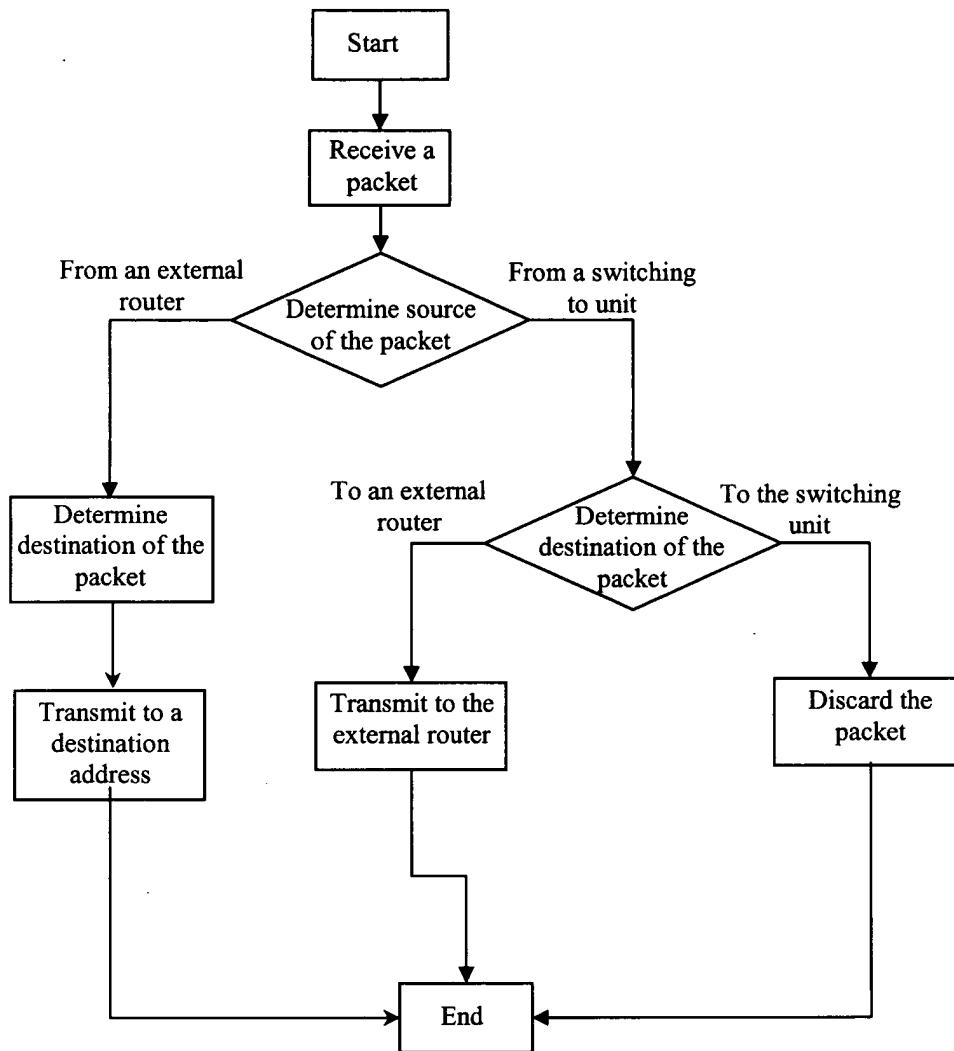 Start
Receive a
packet
From an external
router
From a switching
to unit
Determine source
of the packet
To an external
router
To the switching
unit
Determine
destination of the
packet
Determine
destination of the
packet
Transmit to a
destination
address
Transmit to the
external router
Discard the
packet
End